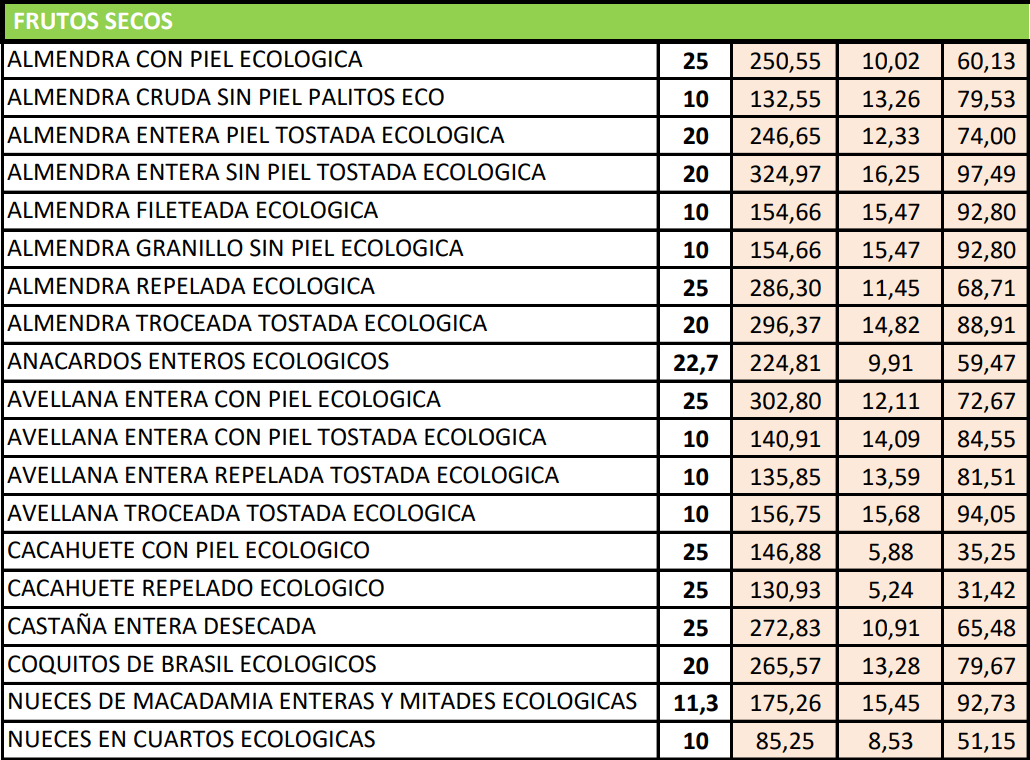 FRUTOS SECOS
ALMENDRA CON PIEL ECOLOGICA 25 250,55 10,02 60,13
ALMENDRA CRUDA SIN PIEL PALITOS ECO 10 132,55 13,26 79,53
ALMENDRA ENTERA PIEL TOSTADA ECOLOGICA 20 246,65 12,33 74,00
ALMENDRA ENTERA SIN PIEL TOSTADA ECOLOGICA 20 324,97 16,25 97,49
ALMENDRA FILETEADA ECOLOGICA 10 154,66 15,47 92,80
ALMENDRA GRANILLO SIN PIEL ECOLOGICA 10 154,66 15,47 92,80
ALMENDRA REPELADA ECOLOGICA 25 286,30 11,45 68,71
ALMENDRA TROCEADA TOSTADA ECOLOGICA 20 296,37 14,82 88,91
ANACARDOS ENTEROS ECOLOGICOS 22,7 224,81 9,91 59,47
AVELLANA ENTERA CON PIEL ECOLOGICA 25 302,80 12,11 72,67
AVELLANA ENTERA CON PIEL TOSTADA ECOLOGICA 10 140,91 14,09 84,55
AVELLANA ENTERA REPELADA TOSTADA ECOLOGICA 10 135,85 13,59 81,51
AVELLANA TROCEADA TOSTADA ECOLOGICA 10 156,75 15,68 94,05
CACAHUETE CON PIEL ECOLOGICO 25 146,88 5,88 35,25
CACAHUETE REPELADO ECOLOGICO 25 130,93 5,24 31,42
CASTAÑA ENTERA DESECADA 25 272,83 10,91 65,48
COQUITOS DE BRASIL ECOLOGICOS 20 265,57 13,28 79,67
NUECES DE MACADAMIA ENTERAS Y MITADES ECOLOGICAS 11,3 175,26 15,45 92,73
NUECES EN CUARTOS ECOLOGICAS 10 85,25 8,53 51,15